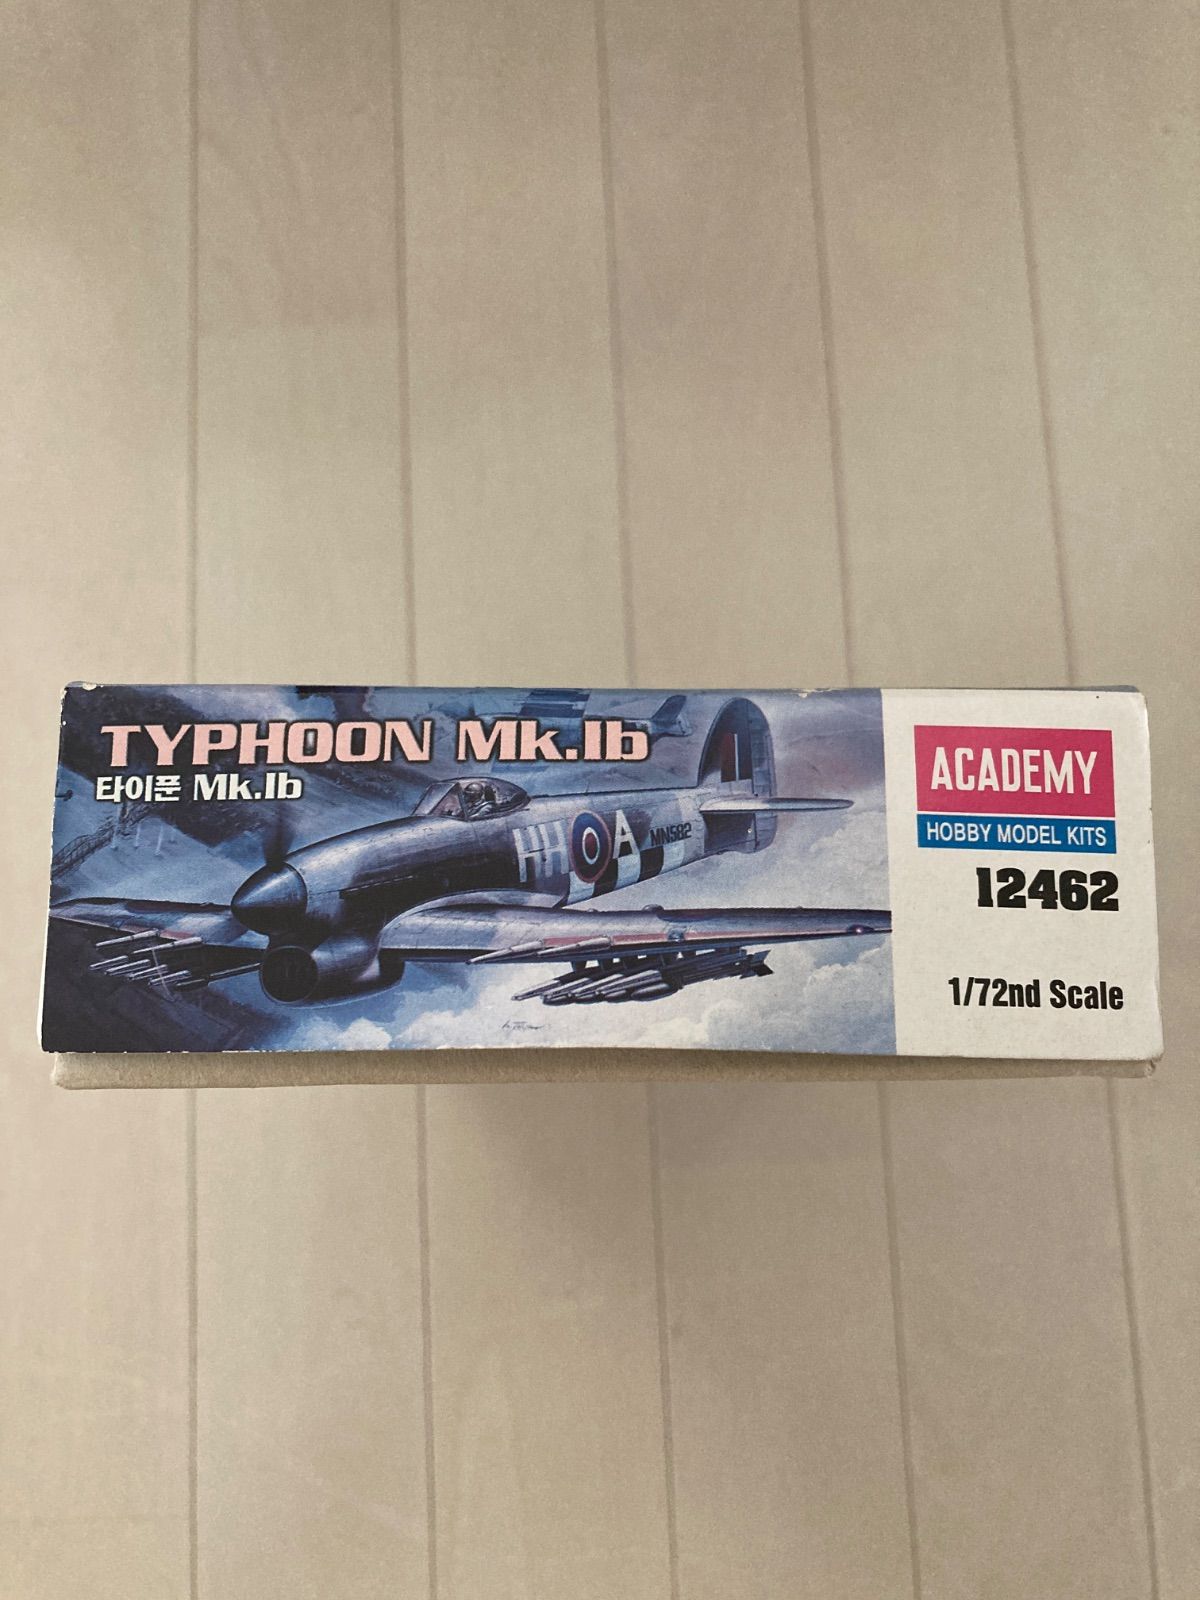 TYPHOON Mk.Ib
타이푼 Mk.Ib
HH A MN582
ACADEMY
HOBBY MODEL KITS
12462
1/72nd Scale